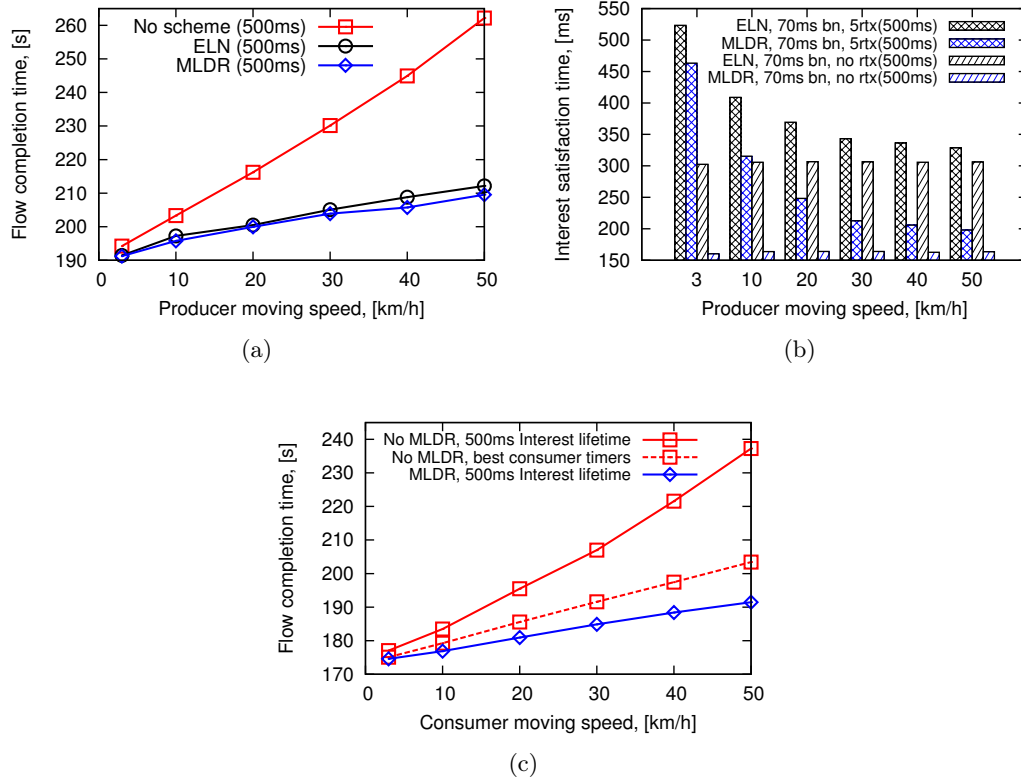 No scheme (500ms)
ELN (500ms)
MLDR (500ms)
Flow completion time, [s]
260
250
240
230
220
210
200
190
0
10
20
30
40
50
Producer moving speed, [km/h]
(a)
ELN, 70ms bn, 5rtx(500ms)
MLDR, 70ms bn, 5rtx(500ms)
ELN, 70ms bn, no rtx(500ms)
MLDR, 70ms bn, no rtx(500ms)
Interest satisfaction time, [ms]
550
500
450
400
350
300
250
200
150
3
10
20
30
40
50
Producer moving speed, [km/h]
(b)
No MLDR, 500ms Interest lifetime
No MLDR, best consumer timers
MLDR, 500ms Interest lifetime
Flow completion time, [s]
240
230
220
210
200
190
180
170
0
10
20
30
40
50
Consumer moving speed, [km/h]
(c)